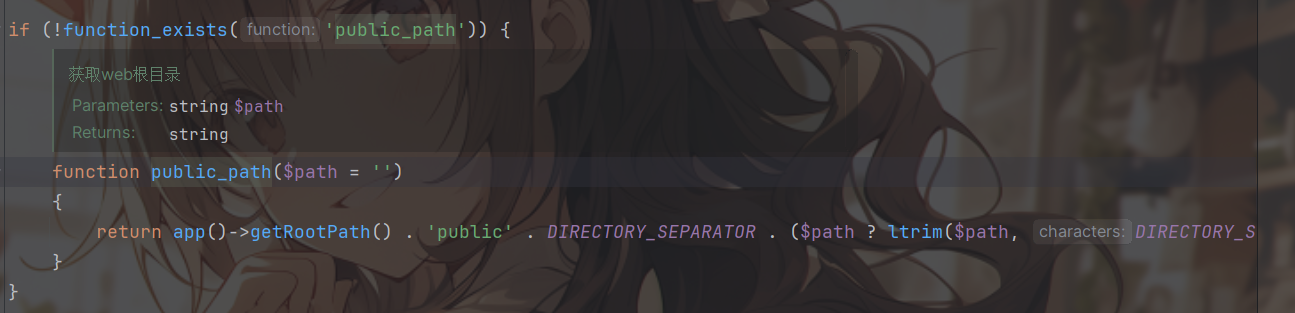 if (!function_exists( function: 'public_path')) {
获取web根目录
Parameters: string $path
Returns: string
function public_path($path = '')
{
return app()->getRootPath() . 'public' . DIRECTORY_SEPARATOR . ($path ? ltrim($path, characters: DIRECTORY_S
}
}